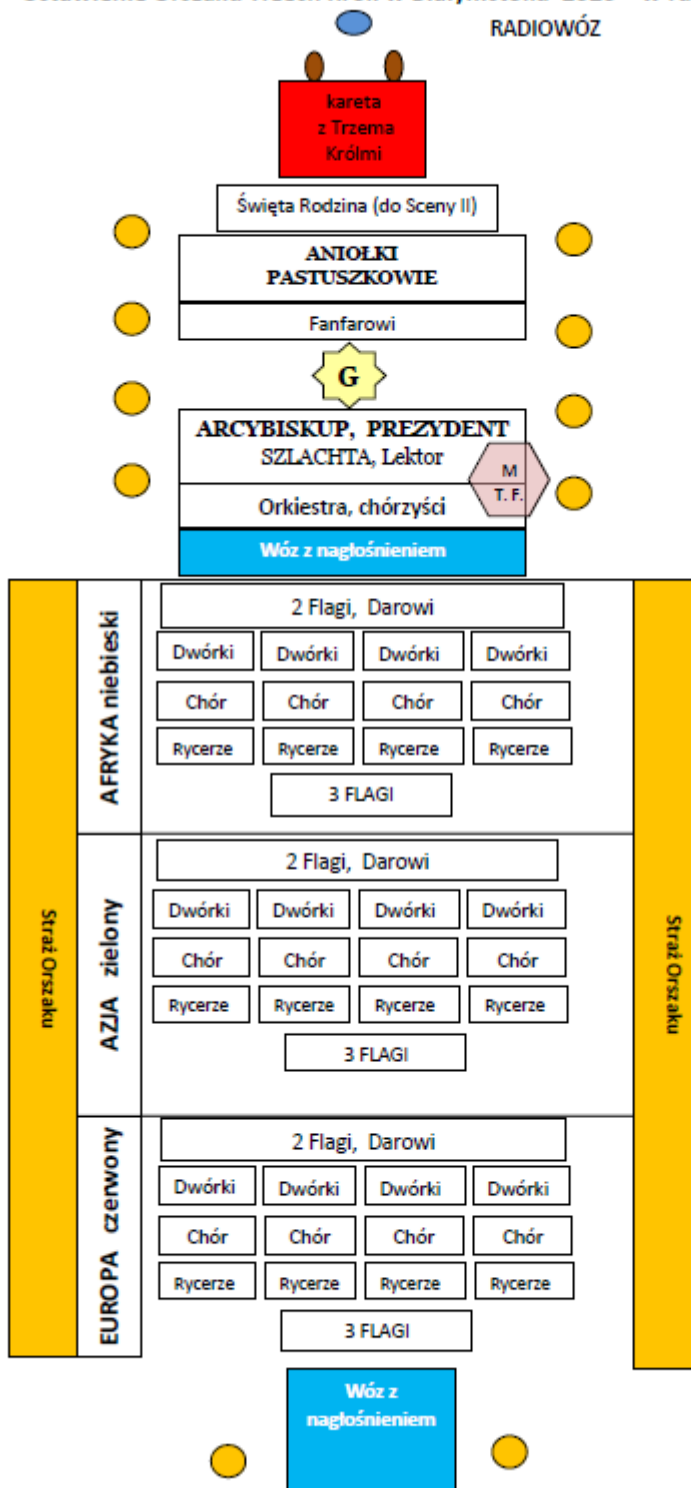 RADIOWÓZ
kareta
z Trzema
Królmi
Święta Rodzina (do Sceny II)
ANIOŁKI
PASTUSZKOWIE
Fanfarowi
G
ARCYBISKUP, PREZYDENT
SZLACHTA, Lektor
M
T. F.
Orkiestra, chórzyści
Wóz z nagłośnieniem
Straż Orszaku
Straż Orszaku
AFRYKA niebieski
2 Flagi, Darowi
Dwórki Dwórki Dwórki Dwórki
Chór Chór Chór Chór
Rycerze Rycerze Rycerze Rycerze
3 FLAGI
AZJA zielony
2 Flagi, Darowi
Dwórki Dwórki Dwórki Dwórki
Chór Chór Chór Chór
Rycerze Rycerze Rycerze Rycerze
3 FLAGI
EUROPA czerwony
2 Flagi, Darowi
Dwórki Dwórki Dwórki Dwórki
Chór Chór Chór Chór
Rycerze Rycerze Rycerze Rycerze
3 FLAGI
Wóz z
nagłośnieniem